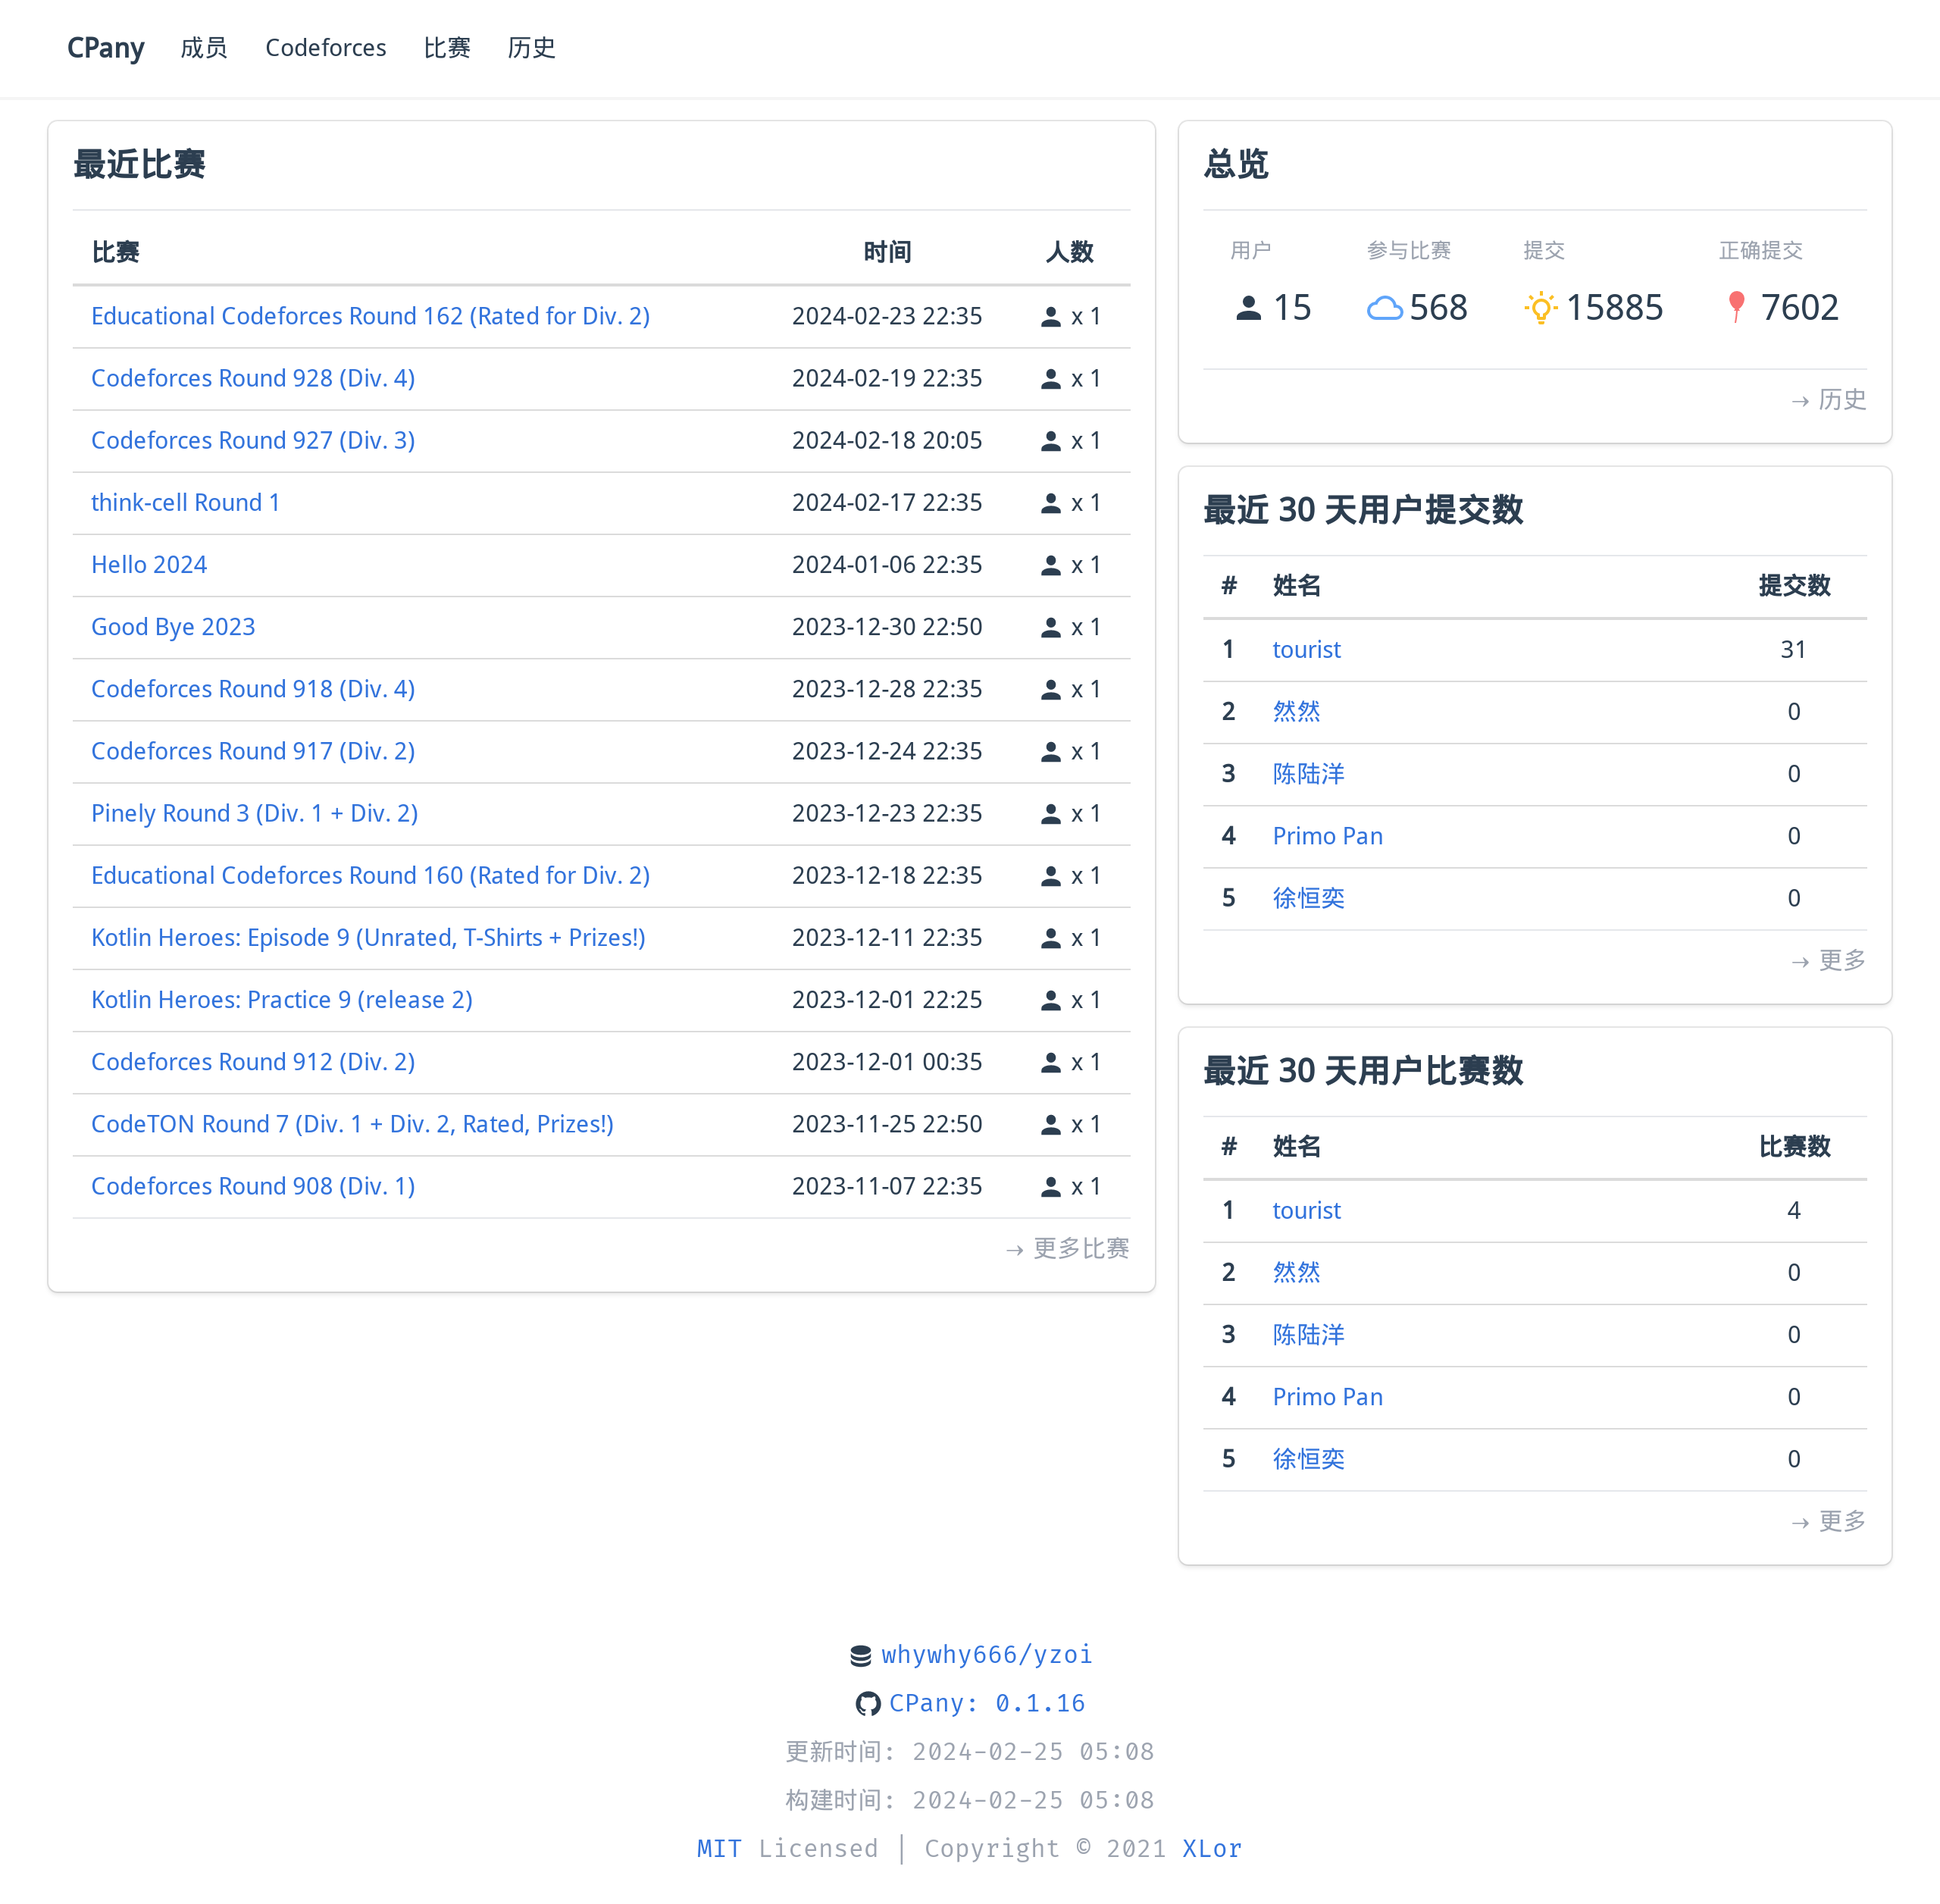 CPany 成员 Codeforces 比赛 历史
最近比赛
比赛 时间 人数
Educational Codeforces Round 162 (Rated for Div. 2) 2024-02-23 22:35 x 1
Codeforces Round 928 (Div. 4) 2024-02-19 22:35 x 1
Codeforces Round 927 (Div. 3) 2024-02-18 20:05 x 1
think-cell Round 1 2024-02-17 22:35 x 1
Hello 2024 2024-01-06 22:35 x 1
Good Bye 2023 2023-12-30 22:50 x 1
Codeforces Round 918 (Div. 4) 2023-12-28 22:35 x 1
Codeforces Round 917 (Div. 2) 2023-12-24 22:35 x 1
Pinely Round 3 (Div. 1 + Div. 2) 2023-12-23 22:35 x 1
Educational Codeforces Round 160 (Rated for Div. 2) 2023-12-18 22:35 x 1
Kotlin Heroes: Episode 9 (Unrated, T-Shirts + Prizes!) 2023-12-11 22:35 x 1
Kotlin Heroes: Practice 9 (release 2) 2023-12-01 22:25 x 1
Codeforces Round 912 (Div. 2) 2023-12-01 00:35 x 1
CodeTON Round 7 (Div. 1 + Div. 2, Rated, Prizes!) 2023-11-25 22:50 x 1
Codeforces Round 908 (Div. 1) 2023-11-07 22:35 x 1
→ 更多比赛
总览
用户 参与比赛 提交 正确提交
15 568 15885 7602
→ 历史
最近 30 天用户提交数
# 姓名 提交数
1 tourist 31
2 然然 0
3 陈陆洋 0
4 Primo Pan 0
5 徐恒奕 0
→ 更多
最近 30 天用户比赛数
# 姓名 比赛数
1 tourist 4
2 然然 0
3 陈陆洋 0
4 Primo Pan 0
5 徐恒奕 0
→ 更多
whywhy666/yzoi
CPany: 0.1.16
更新时间: 2024-02-25 05:08
构建时间: 2024-02-25 05:08
MIT Licensed | Copyright © 2021 XLor